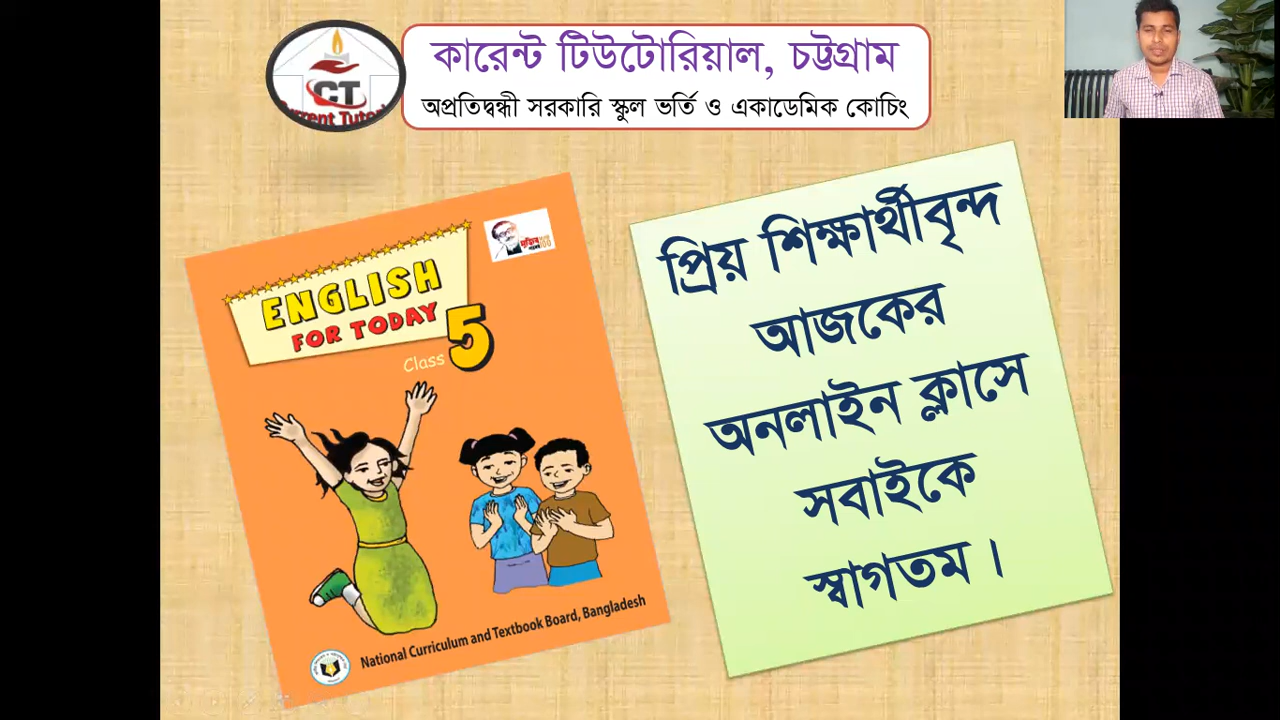 কারেন্ট টিউটোরিয়াল, চট্টগ্রাম
অপ্রতিদ্বন্দ্বী সরকারি স্কুল ভর্তি ও একাডেমিক কোচিং
CT
ENGLISH
FOR TODAY
Class 5
National Curriculum and Textbook Board, Bangladesh
প্রিয় শিক্ষার্থীবৃন্দ
আজকের
অনলাইন ক্লাসে
সবাইকে
স্বাগতম ।